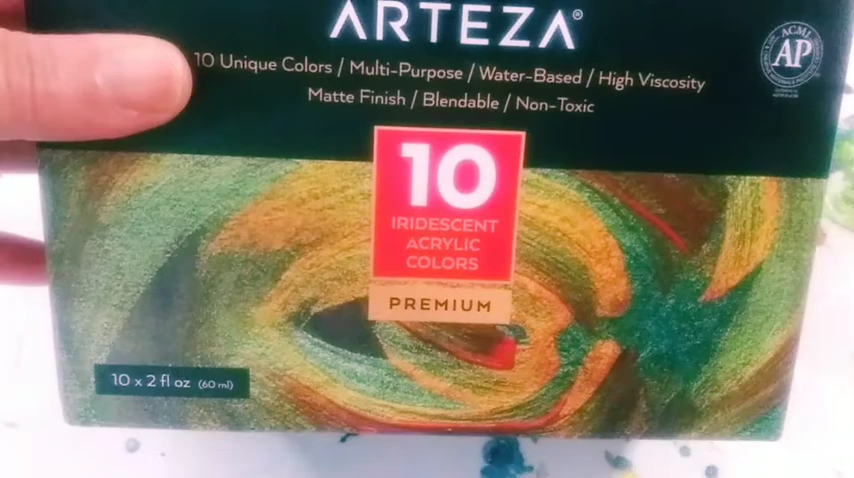 ARTEZA®
10 Unique Colors / Multi-Purpose / Water-Based / High Viscosity
Matte Finish / Blendable / Non-Toxic
ACMI
AP
10
IRIDESCENT
ACRYLIC
COLORS
PREMIUM
10 x 2 fl oz (60 ml)